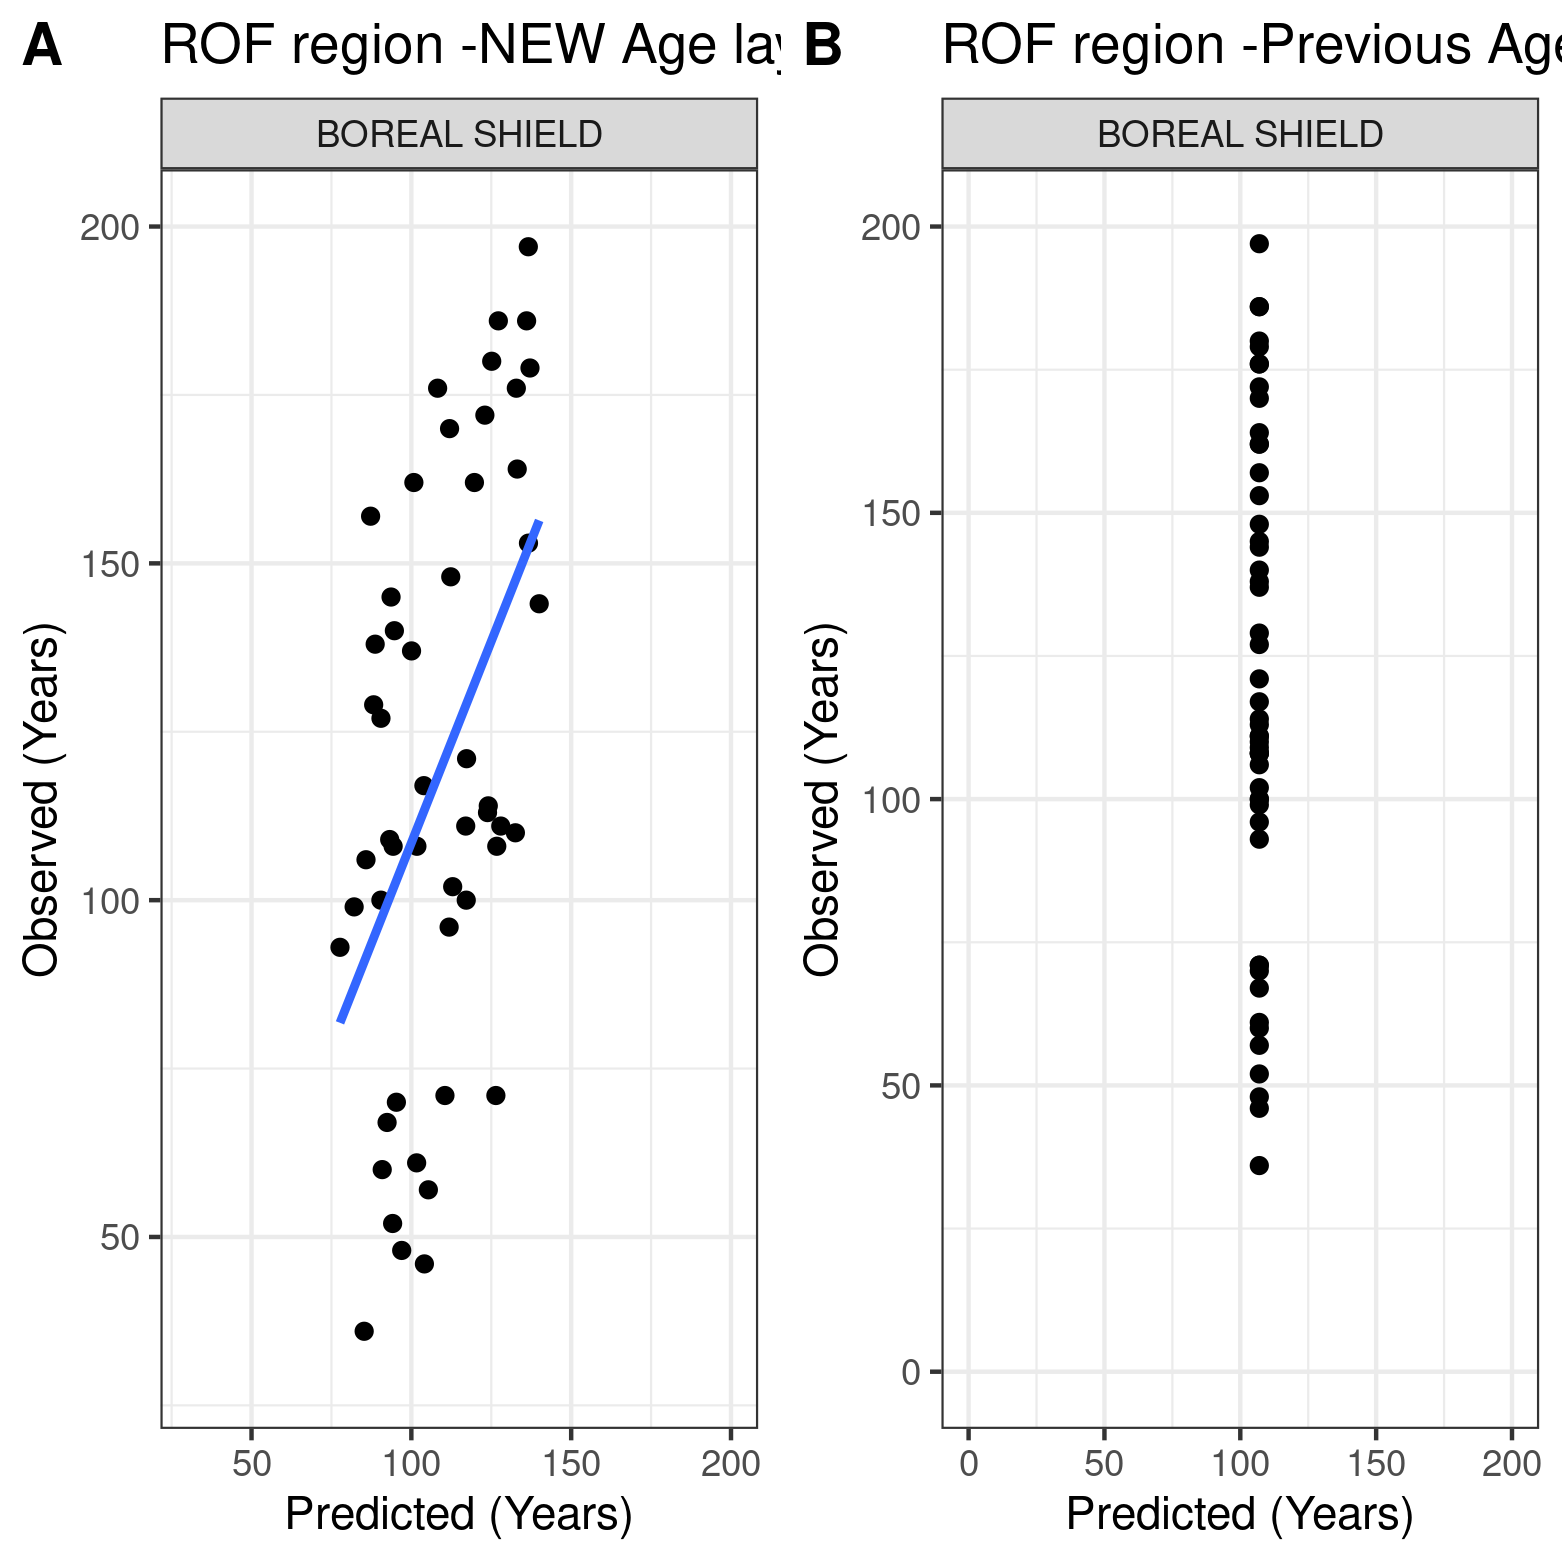 A ROF region -NEW Age lay
BOREAL SHIELD
200
150
100
50
Observed (Years)
50 100 150 200
Predicted (Years)
B ROF region -Previous Age
BOREAL SHIELD
200
150
100
50
0
Observed (Years)
0 50 100 150 200
Predicted (Years)